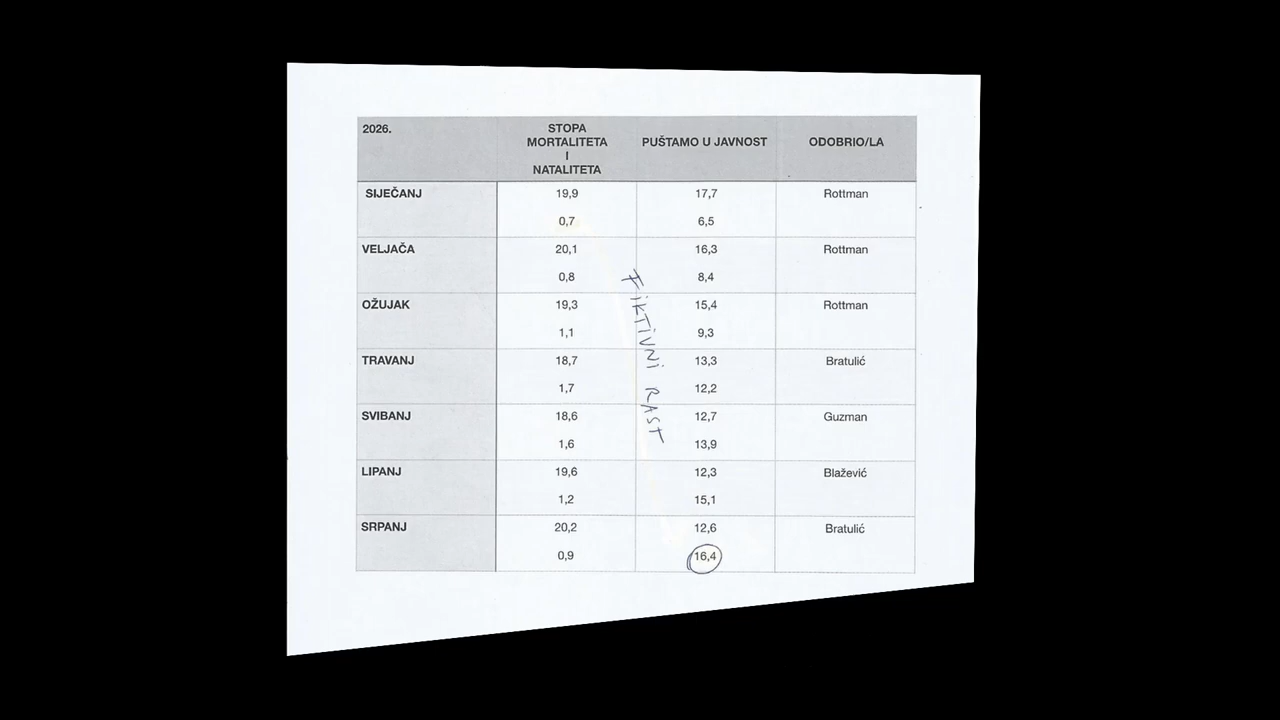 2026.
STOPA
MORTALITETA
I
NATALITETA
PUŠTAMO U JAVNOST
ODOBRIO/LA
SIJEČANJ 19,9 17,7 Rottman
0,7 6,5
VELJAČA 20,1 16,3 Rottman
0,8 8,4
OŽUJAK 19,3 15,4 Rottman
1,1 9,3
TRAVANJ 18,7 13,3 Bratulić
1,7 12,2
SVIBANJ 18,6 12,7 Guzman
1,6 13,9
LIPANJ 19,6 12,3 Blažević
1,2 15,1
SRPANJ 20,2 12,6 Bratulić
0,9 16,4
FIKTIVNI RAST